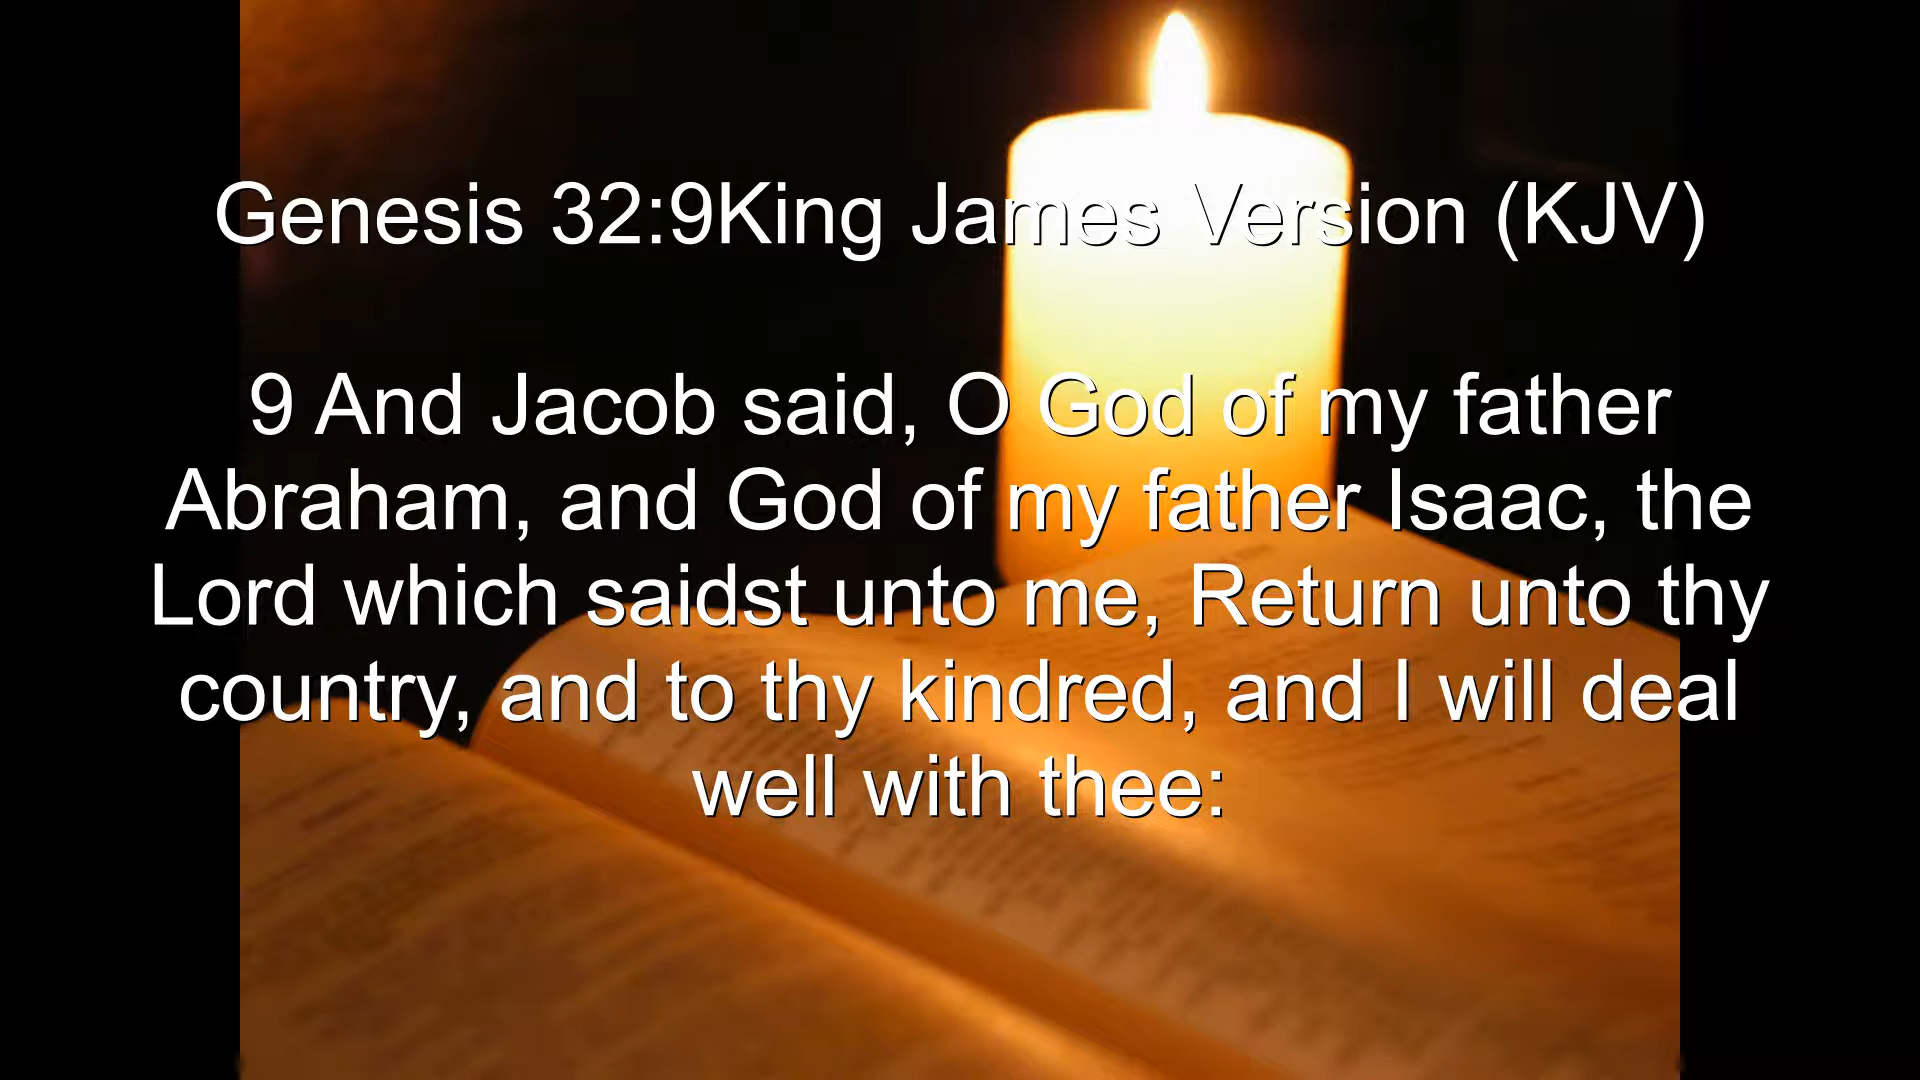 Genesis 32:9King James Version (KJV)
9 And Jacob said, O God of my father
Abraham, and God of my father Isaac, the
Lord which saidst unto me, Return unto thy
country, and to thy kindred, and I will deal
well with thee: